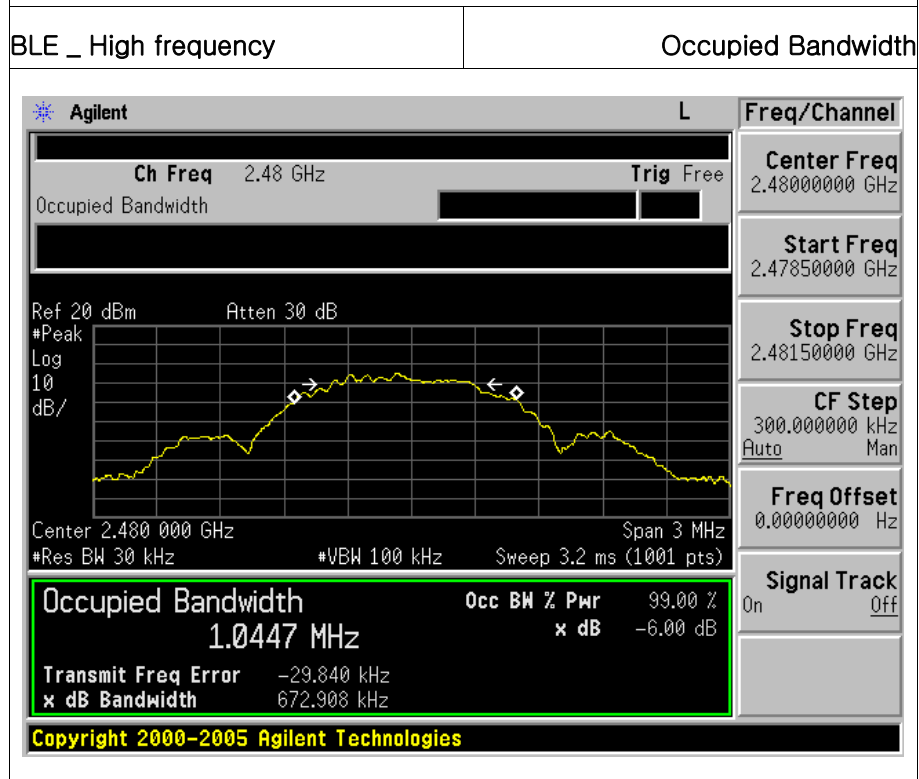 BLE _ High frequency
Occupied Bandwidth
Agilent
L
Freq/Channel
Ch Freq 2.48 GHz
Trig Free
Occupied Bandwidth
Center Freq
2.48000000 GHz
Start Freq
2.47850000 GHz
Stop Freq
2.48150000 GHz
CF Step
300.000000 kHz
Auto Man
Freq Offset
0.00000000 Hz
Signal Track
On Off
Ref 20 dBm Atten 30 dB
#Peak
Log
10
dB/
Center 2.480 000 GHz Span 3 MHz
#Res BW 30 kHz #VBW 100 kHz Sweep 3.2 ms (1001 pts)
Occupied Bandwidth
1.0447 MHz
Occ BW % Pwr 99.00 %
x dB -6.00 dB
Transmit Freq Error -29.840 kHz
x dB Bandwidth 672.908 kHz
Copyright 2000-2005 Agilent Technologies